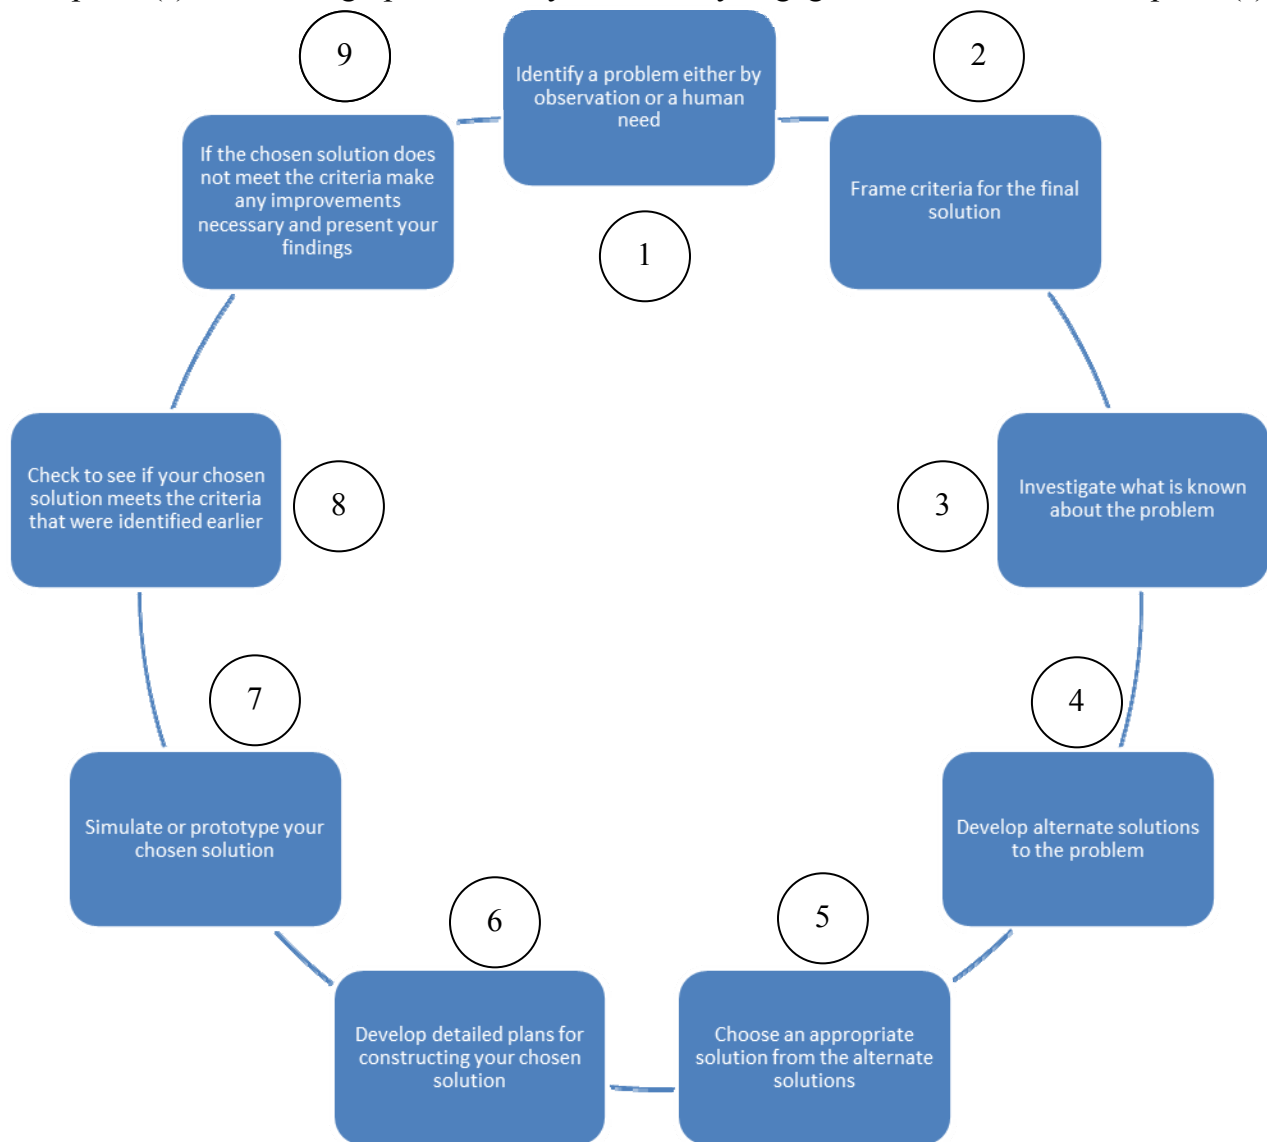 9
Identify a problem either by
observation or a human
need
2
If the chosen solution does
not meet the criteria make
any improvements
necessary and present your
findings
1
Frame criteria for the final
solution
Check to see if your chosen
solution meets the criteria
that were identified earlier
8
3
Investigate what is known
about the problem
7
4
Simulate or prototype your
chosen solution
Develop alternate solutions
to the problem
6
5
Develop detailed plans for
constructing your chosen
solution
Choose an appropriate
solution from the alternate
solutions